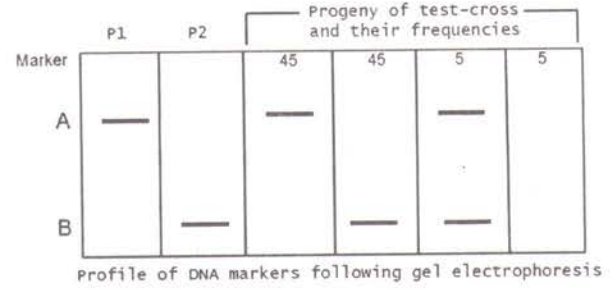 Progeny of test-cross
P1 P2 and their frequencies
Marker 45 45 5 5
A
B
Profile of DNA markers following gel electrophoresis